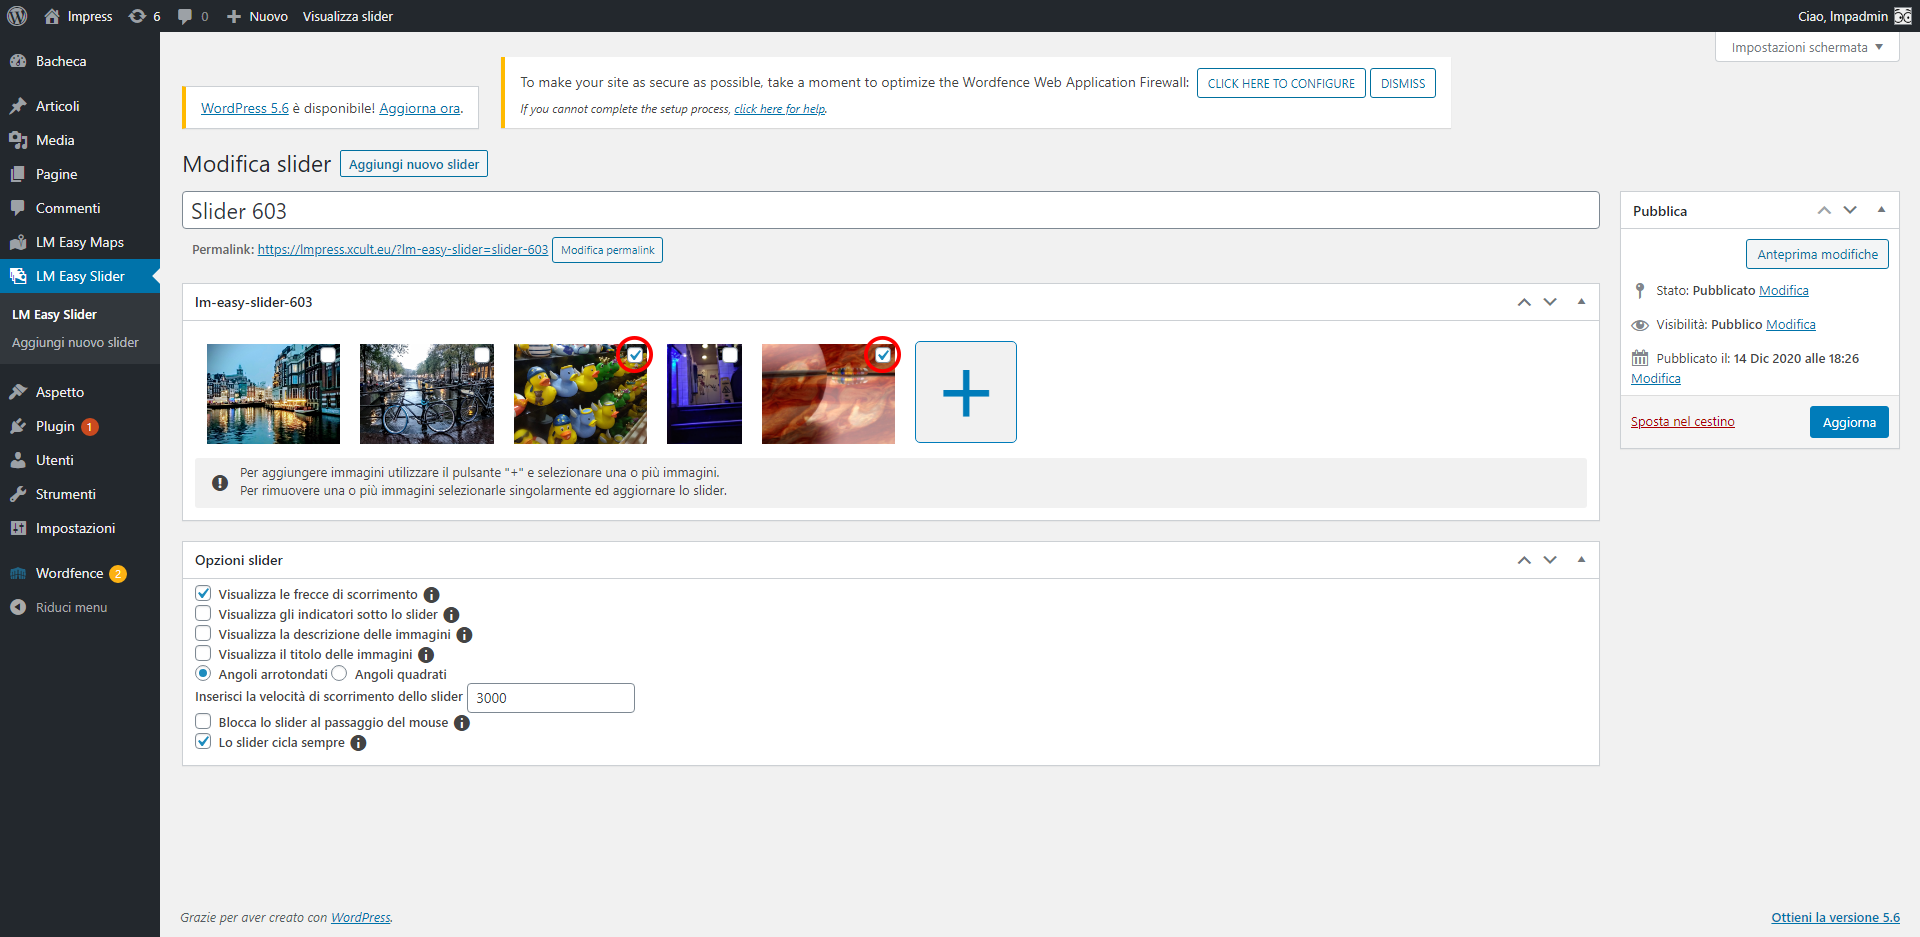 Impress 6 0 Nuovo Visualizza slider
Ciao, Impadmin
Impostazioni schermata
Bacheca
Articoli
Media
Pagine
Commenti
LM Easy Maps
LM Easy Slider
LM Easy Slider
Aggiungi nuovo slider
Aspetto
Plugin 1
Utenti
Strumenti
Impostazioni
Wordfence 2
Riduci menu
WordPress 5.6 è disponibile! Aggiorna ora.
To make your site as secure as possible, take a moment to optimize the Wordfence Web Application Firewall: CLICK HERE TO CONFIGURE DISMISS
If you cannot complete the setup process, click here for help.
Modifica slider Aggiungi nuovo slider
Slider 603
Permalink: https://lmpress.xcult.eu/?lm-easy-slider=slider-603 Modifica permalink
lm-easy-slider-603
Per aggiungere immagini utilizzare il pulsante "+" e selezionare una o più immagini.
Per rimuovere una o più immagini selezionarle singolarmente ed aggiornare lo slider.
Opzioni slider
Visualizza le frecce di scorrimento
Visualizza gli indicatori sotto lo slider
Visualizza la descrizione delle immagini
Visualizza il titolo delle immagini
Angoli arrotondati Angoli quadrati
Inserisci la velocità di scorrimento dello slider 3000
Blocca lo slider al passaggio del mouse
Lo slider cicla sempre
Pubblica
Anteprima modifiche
Stato: Pubblicato Modifica
Visibilità: Pubblico Modifica
Pubblicato il: 14 Dic 2020 alle 18:26
Modifica
Sposta nel cestino Aggiorna
Grazie per aver creato con WordPress.
Ottieni la versione 5.6